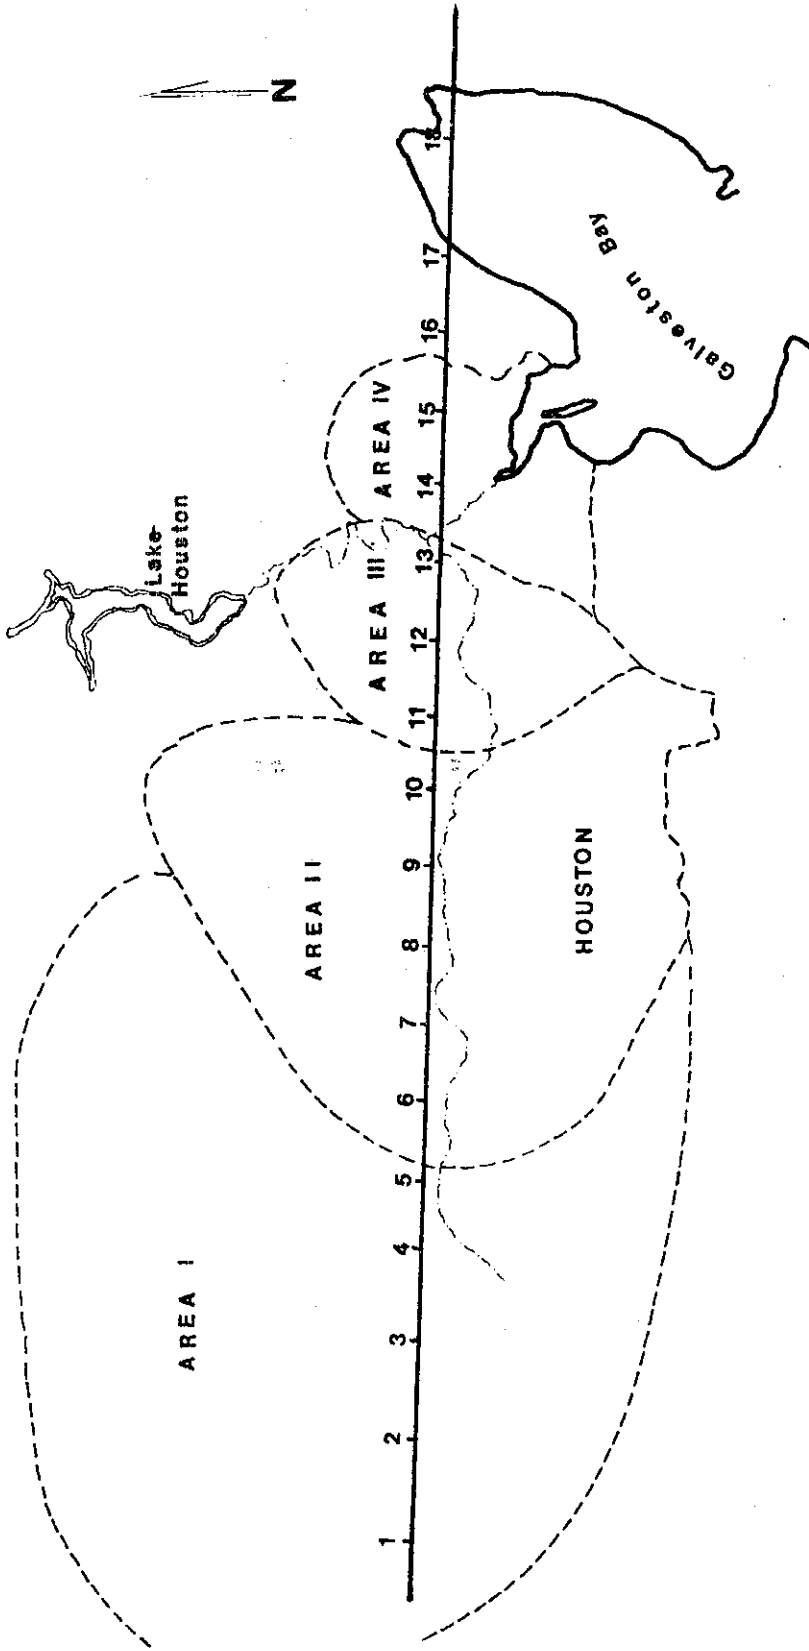 N
Lake
Houston
AREA I
AREA II
AREA III
AREA IV
1 2 3 4 5 6 7 8 9 10 11 12 13 14 15 16 17 18
HOUSTON
Galveston Bay